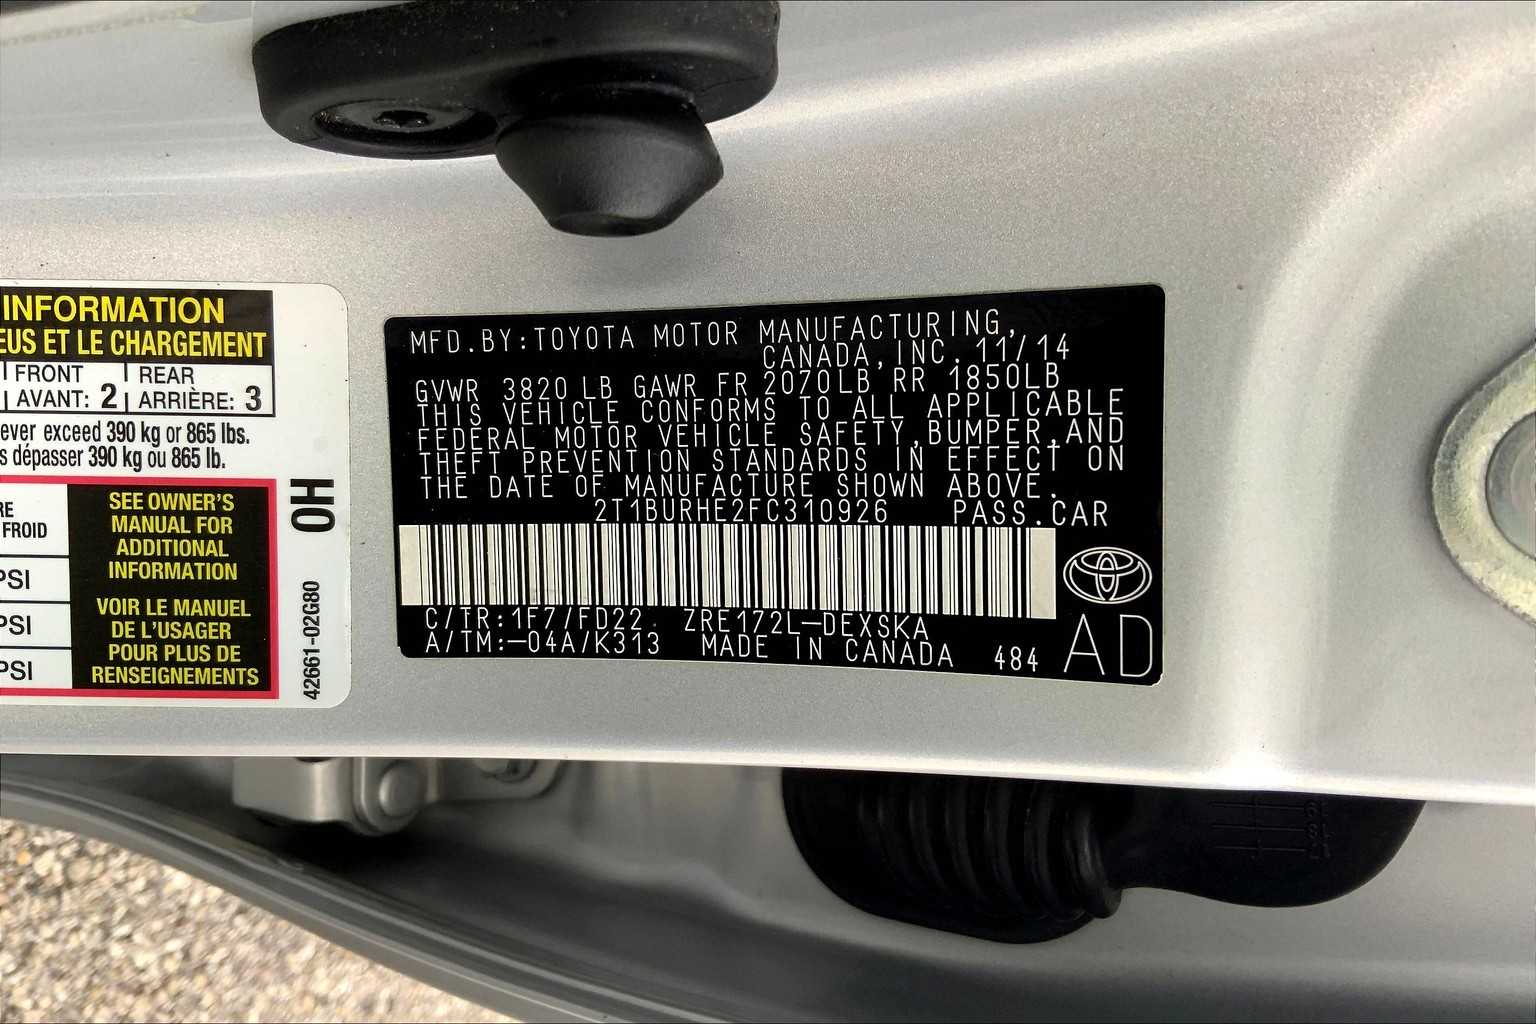 INFORMATION
EUS ET LE CHARGEMENT
FRONT
AVANT: 2
REAR
ARRIÈRE: 3
ever exceed 390 kg or 865 lbs.
s dépasser 390 kg ou 865 lb.
RE
FROID
PSI
PSI
PSI
SEE OWNER'S
MANUAL FOR
ADDITIONAL
INFORMATION
VOIR LE MANUEL
DE L'USAGER
POUR PLUS DE
RENSEIGNEMENTS
0H
42661-02G80
MFD.BY:TOYOTA MOTOR MANUFACTURING,
CANADA,INC. 11/14
GVWR 3820 LB GAWR FR 2070LB RR 1850LB
THIS VEHICLE CONFORMS TO ALL APPLICABLE
FEDERAL MOTOR VEHICLE SAFETY,BUMPER,AND
THEFT PREVENTION STANDARDS IN EFFECT ON
THE DATE OF MANUFACTURE SHOWN ABOVE.
2T1BURHE2FC310926 PASS.CAR
C/TR:1F7/FD22 ZRE172L-DEXSKA
A/TM:-04A/K313 MADE IN CANADA 484
AD